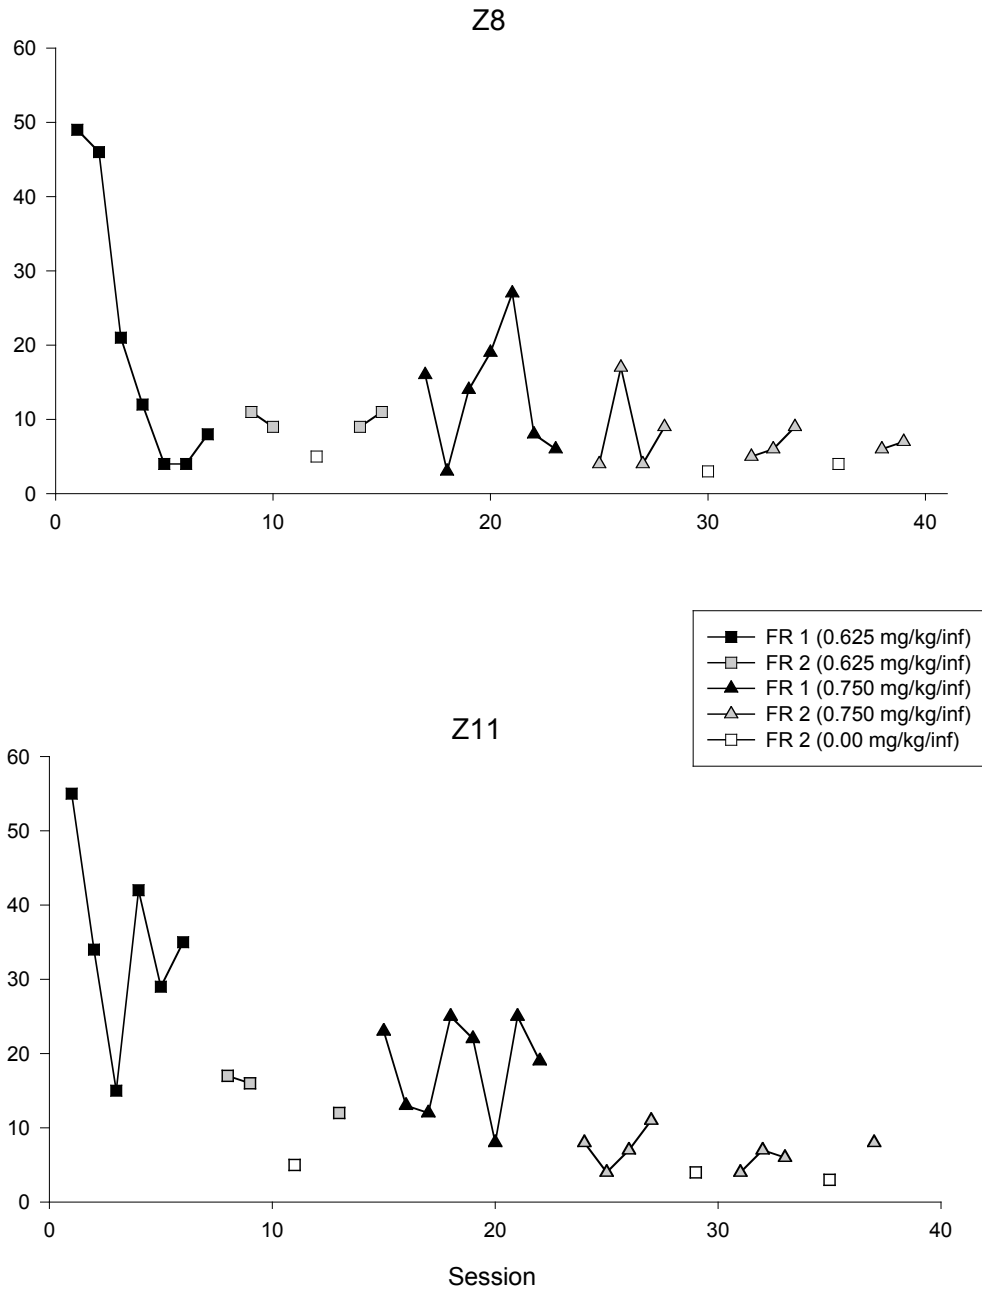 Z8
60
50
40
30
20
10
0
0 10 20 30 40
FR 1 (0.625 mg/kg/inf)
FR 2 (0.625 mg/kg/inf)
FR 1 (0.750 mg/kg/inf)
FR 2 (0.750 mg/kg/inf)
FR 2 (0.00 mg/kg/inf)
Z11
60
50
40
30
20
10
0
0 10 20 30 40
Session